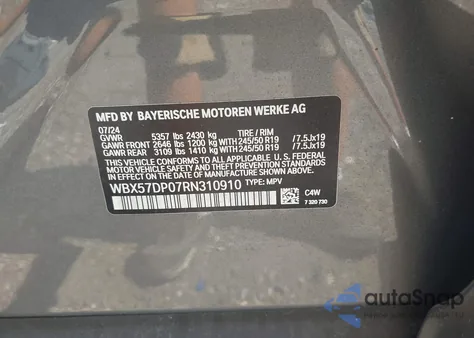 MFD BY BAYERISCHE MOTOREN WERKE AG
07/24
GVWR 5357 lbs 2430 kg TIRE / RIM
GAWR FRONT 2646 lbs 1200 kg WITH 245/50 R19 /7.5Jx19
GAWR REAR 3109 lbs 1410 kg WITH 245/50 R19 /7.5Jx19
THIS VEHICLE CONFORMS TO ALL APPLICABLE U.S. FEDERAL MOTOR
VEHICLE SAFETY, BUMPER, AND THEFT PREVENTION STANDARDS IN
EFFECT ON THE DATE OF MANUFACTURE SHOWN ABOVE.
WBX57DP07RN310910 TYPE: MPV
C4W
7 320 730
autoSnap